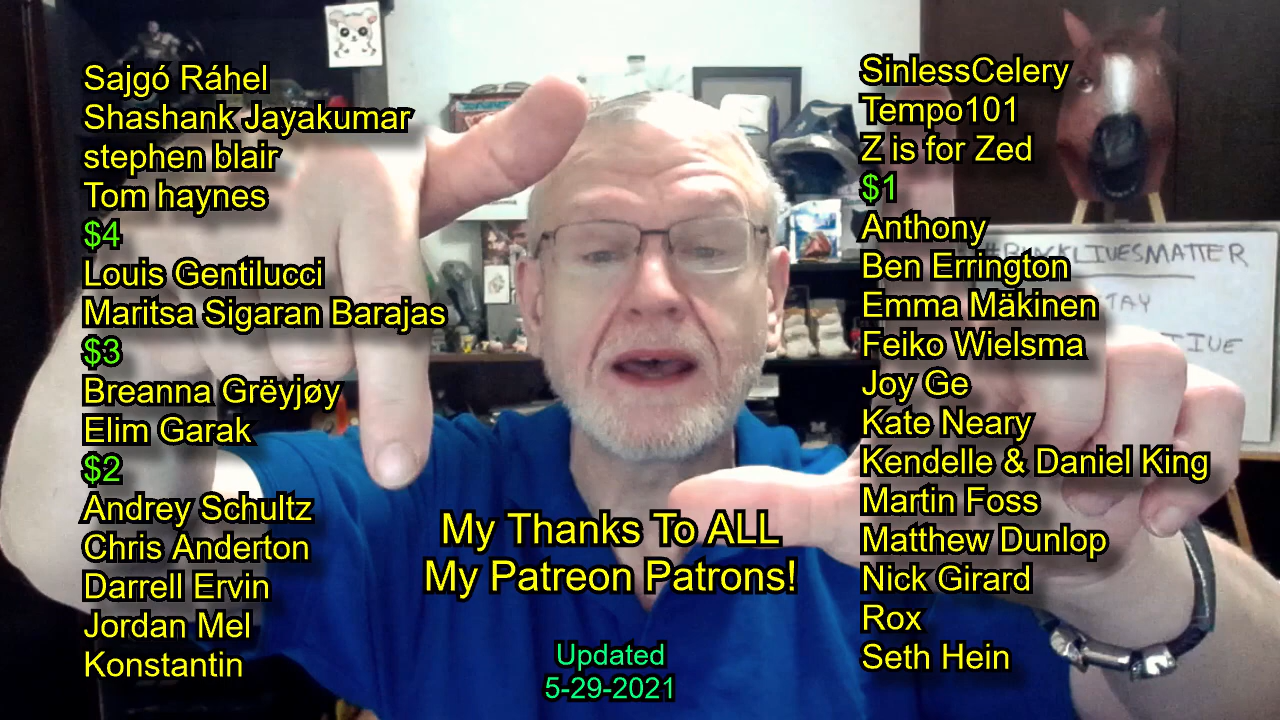 Sajgó Ráhel
Shashank Jayakumar
stephen blair
Tom haynes
$4
Louis Gentilucci
Maritsa Sigaran Barajas
$3
Breanna Grëyjøy
Elim Garak
$2
Andrey Schultz
Chris Anderton
Darrell Ervin
Jordan Mel
Konstantin
My Thanks To ALL
My Patreon Patrons!
Updated
5-29-2021
SinlessCelery
Tempo101
Z is for Zed
$1
Anthony
Ben Errington
Emma Mäkinen
Feiko Wielsma
Joy Ge
Kate Neary
Kendelle & Daniel King
Martin Foss
Matthew Dunlop
Nick Girard
Rox
Seth Hein
#BLACKLIVESMATTER